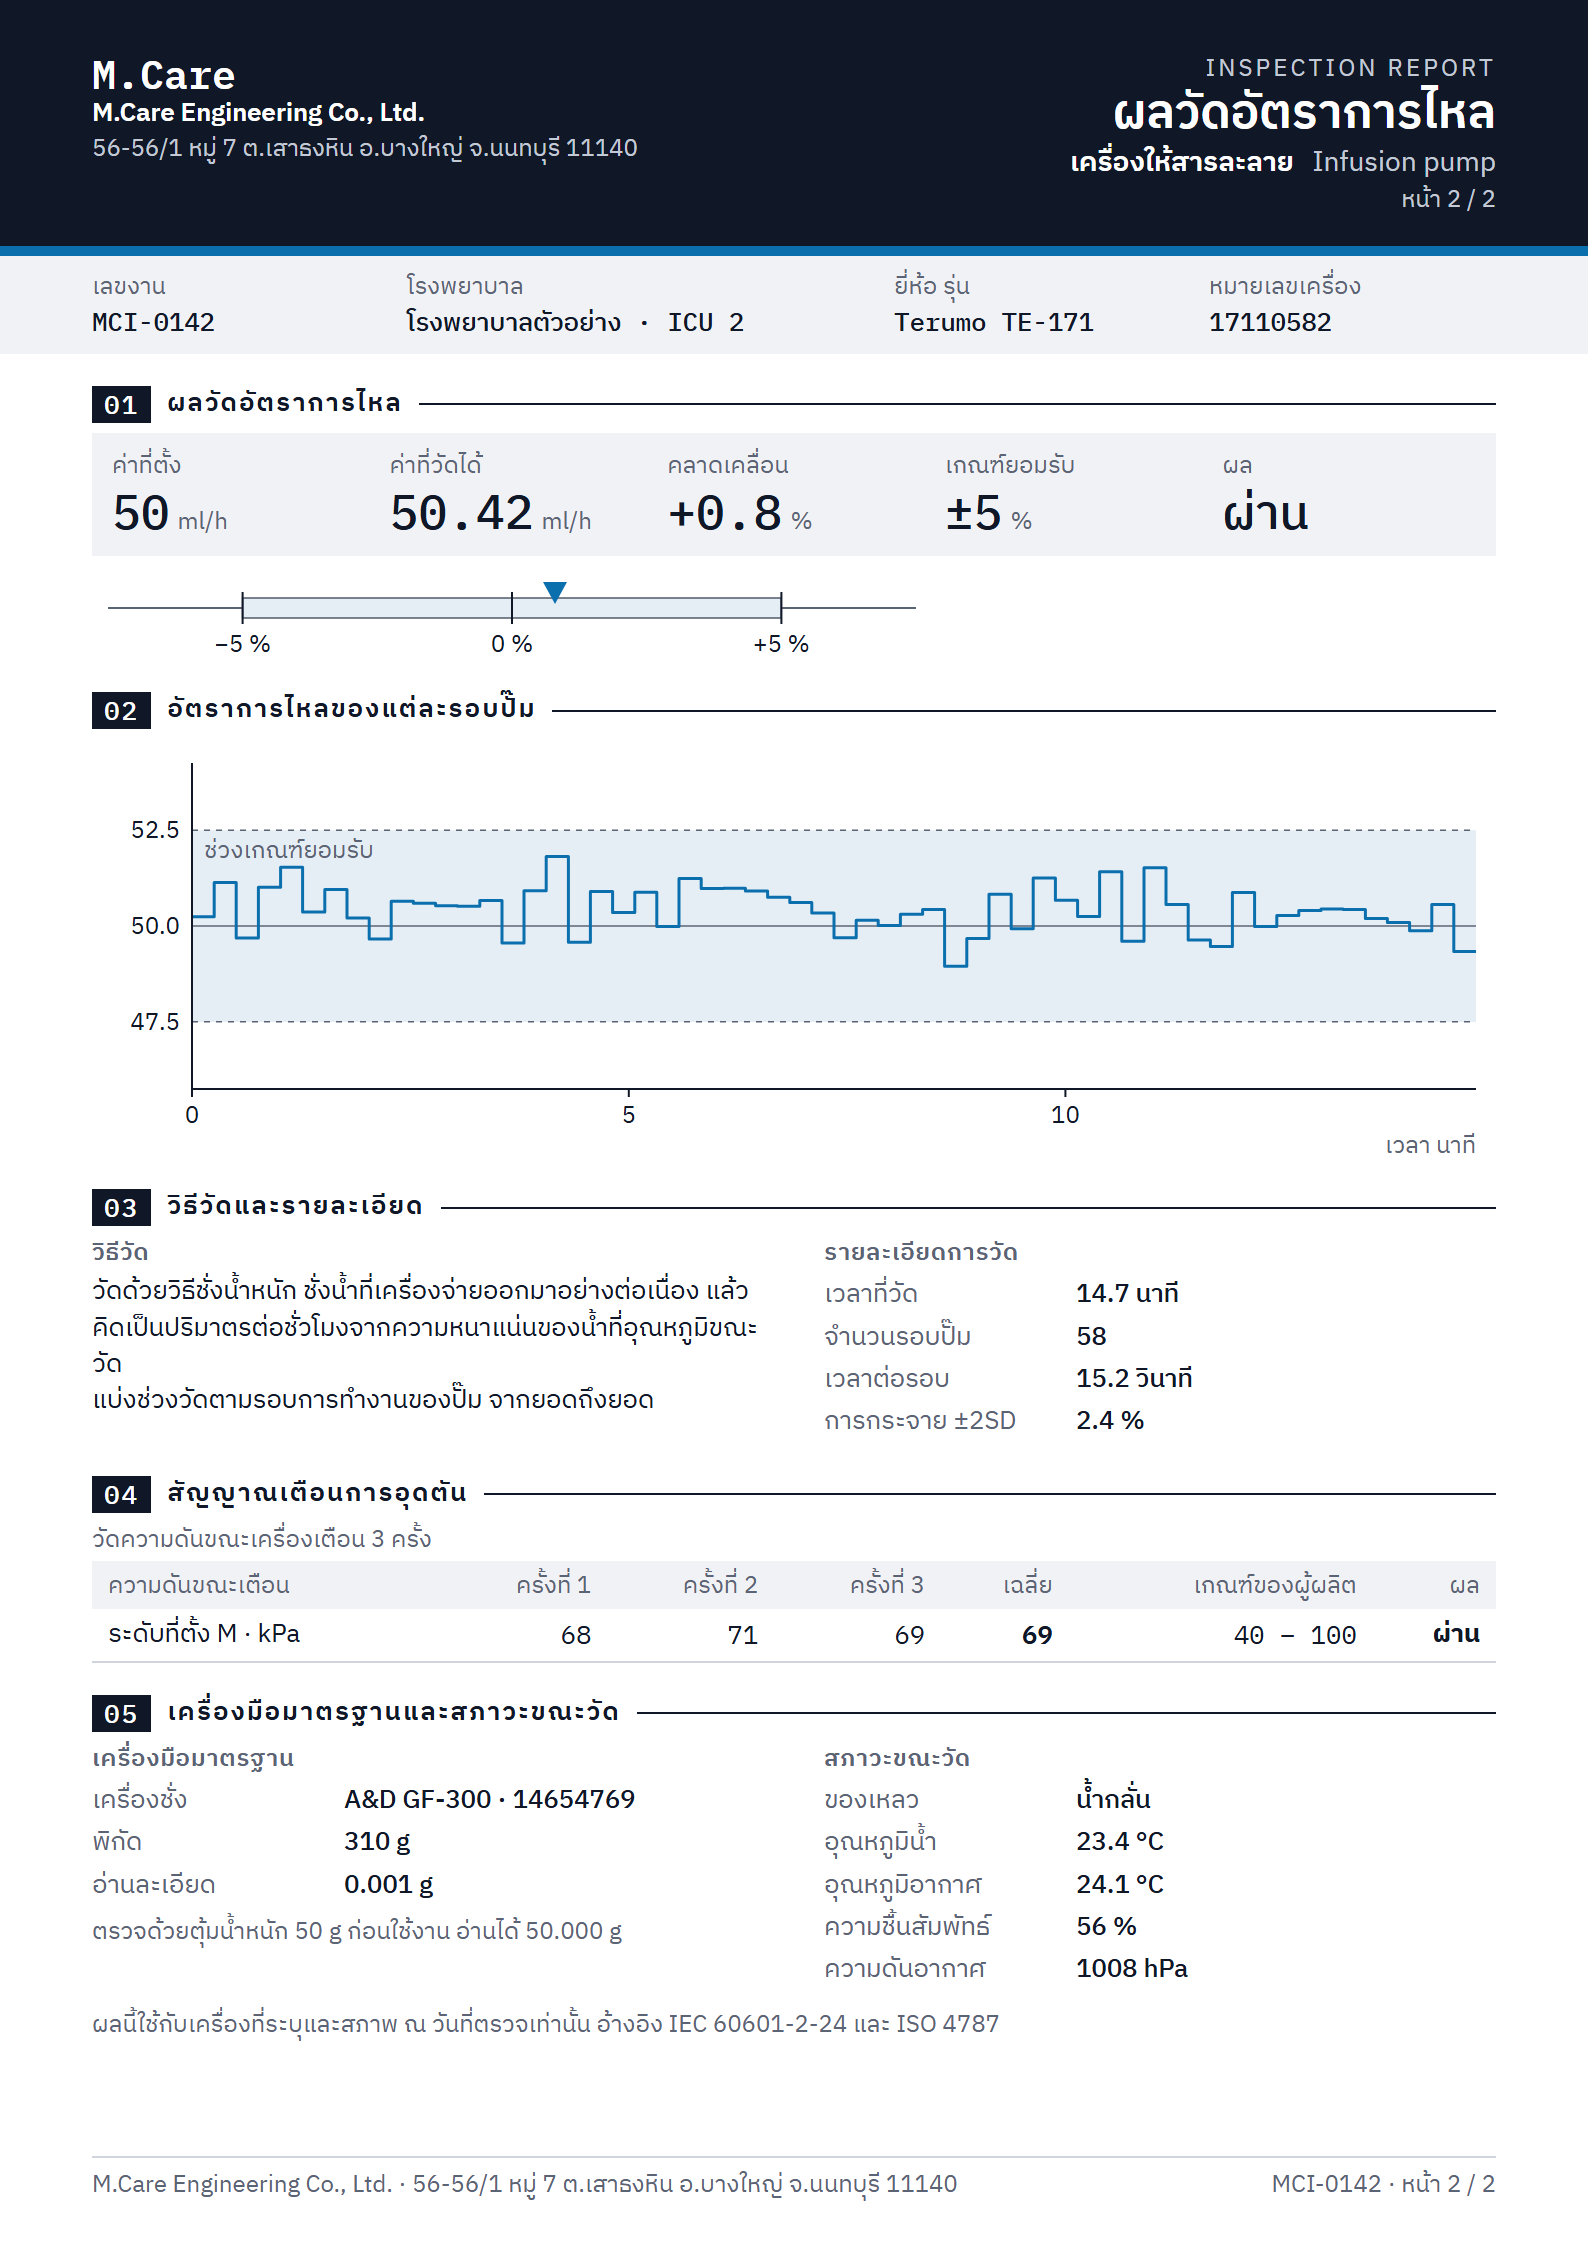 M.Care
M.Care Engineering Co., Ltd.
56-56/1 หมู่ 7 ต.เสาธงหิน อ.บางใหญ่ จ.นนทบุรี 11140
INSPECTION REPORT
ผลวัดอัตราการไหล
เครื่องให้สารละลาย Infusion pump
หน้า 2 / 2
เลขงาน โรงพยาบาล ยี่ห้อ รุ่น หมายเลขเครื่อง
MCI-0142 โรงพยาบาลตัวอย่าง · ICU 2 Terumo TE-171 17110582
01 ผลวัดอัตราการไหล
ค่าที่ตั้ง ค่าที่วัดได้ คลาดเคลื่อน เกณฑ์ยอมรับ ผล
50 ml/h 50.42 ml/h +0.8 % ±5 % ผ่าน
−5 % 0 % +5 %
02 อัตราการไหลของแต่ละรอบปั๊ม
52.5
ช่วงเกณฑ์ยอมรับ
50.0
47.5
0 5 10
เวลา นาที
03 วิธีวัดและรายละเอียด
วิธีวัด
วัดด้วยวิธีชั่งน้ำหนัก ชั่งน้ำที่เครื่องจ่ายออกมาอย่างต่อเนื่อง แล้ว
คิดเป็นปริมาตรต่อชั่วโมงจากความหนาแน่นของน้ำที่อุณหภูมิขณะ
วัด
แบ่งช่วงวัดตามรอบการทำงานของปั๊ม จากยอดถึงยอด
รายละเอียดการวัด
เวลาที่วัด 14.7 นาที
จำนวนรอบปั๊ม 58
เวลาต่อรอบ 15.2 วินาที
การกระจาย ±2SD 2.4 %
04 สัญญาณเตือนการอุดตัน
วัดความดันขณะเครื่องเตือน 3 ครั้ง
ความดันขณะเตือน ครั้งที่ 1 ครั้งที่ 2 ครั้งที่ 3 เฉลี่ย เกณฑ์ของผู้ผลิต ผล
ระดับที่ตั้ง M · kPa 68 71 69 69 40 – 100 ผ่าน
05 เครื่องมือมาตรฐานและสภาวะขณะวัด
เครื่องมือมาตรฐาน
เครื่องชั่ง A&D GF-300 · 14654769
พิกัด 310 g
อ่านละเอียด 0.001 g
ตรวจด้วยตุ้มน้ำหนัก 50 g ก่อนใช้งาน อ่านได้ 50.000 g
สภาวะขณะวัด
ของเหลว น้ำกลั่น
อุณหภูมิน้ำ 23.4 °C
อุณหภูมิอากาศ 24.1 °C
ความชื้นสัมพัทธ์ 56 %
ความดันอากาศ 1008 hPa
ผลนี้ใช้กับเครื่องที่ระบุและสภาพ ณ วันที่ตรวจเท่านั้น อ้างอิง IEC 60601-2-24 และ ISO 4787
M.Care Engineering Co., Ltd. · 56-56/1 หมู่ 7 ต.เสาธงหิน อ.บางใหญ่ จ.นนทบุรี 11140
MCI-0142 · หน้า 2 / 2